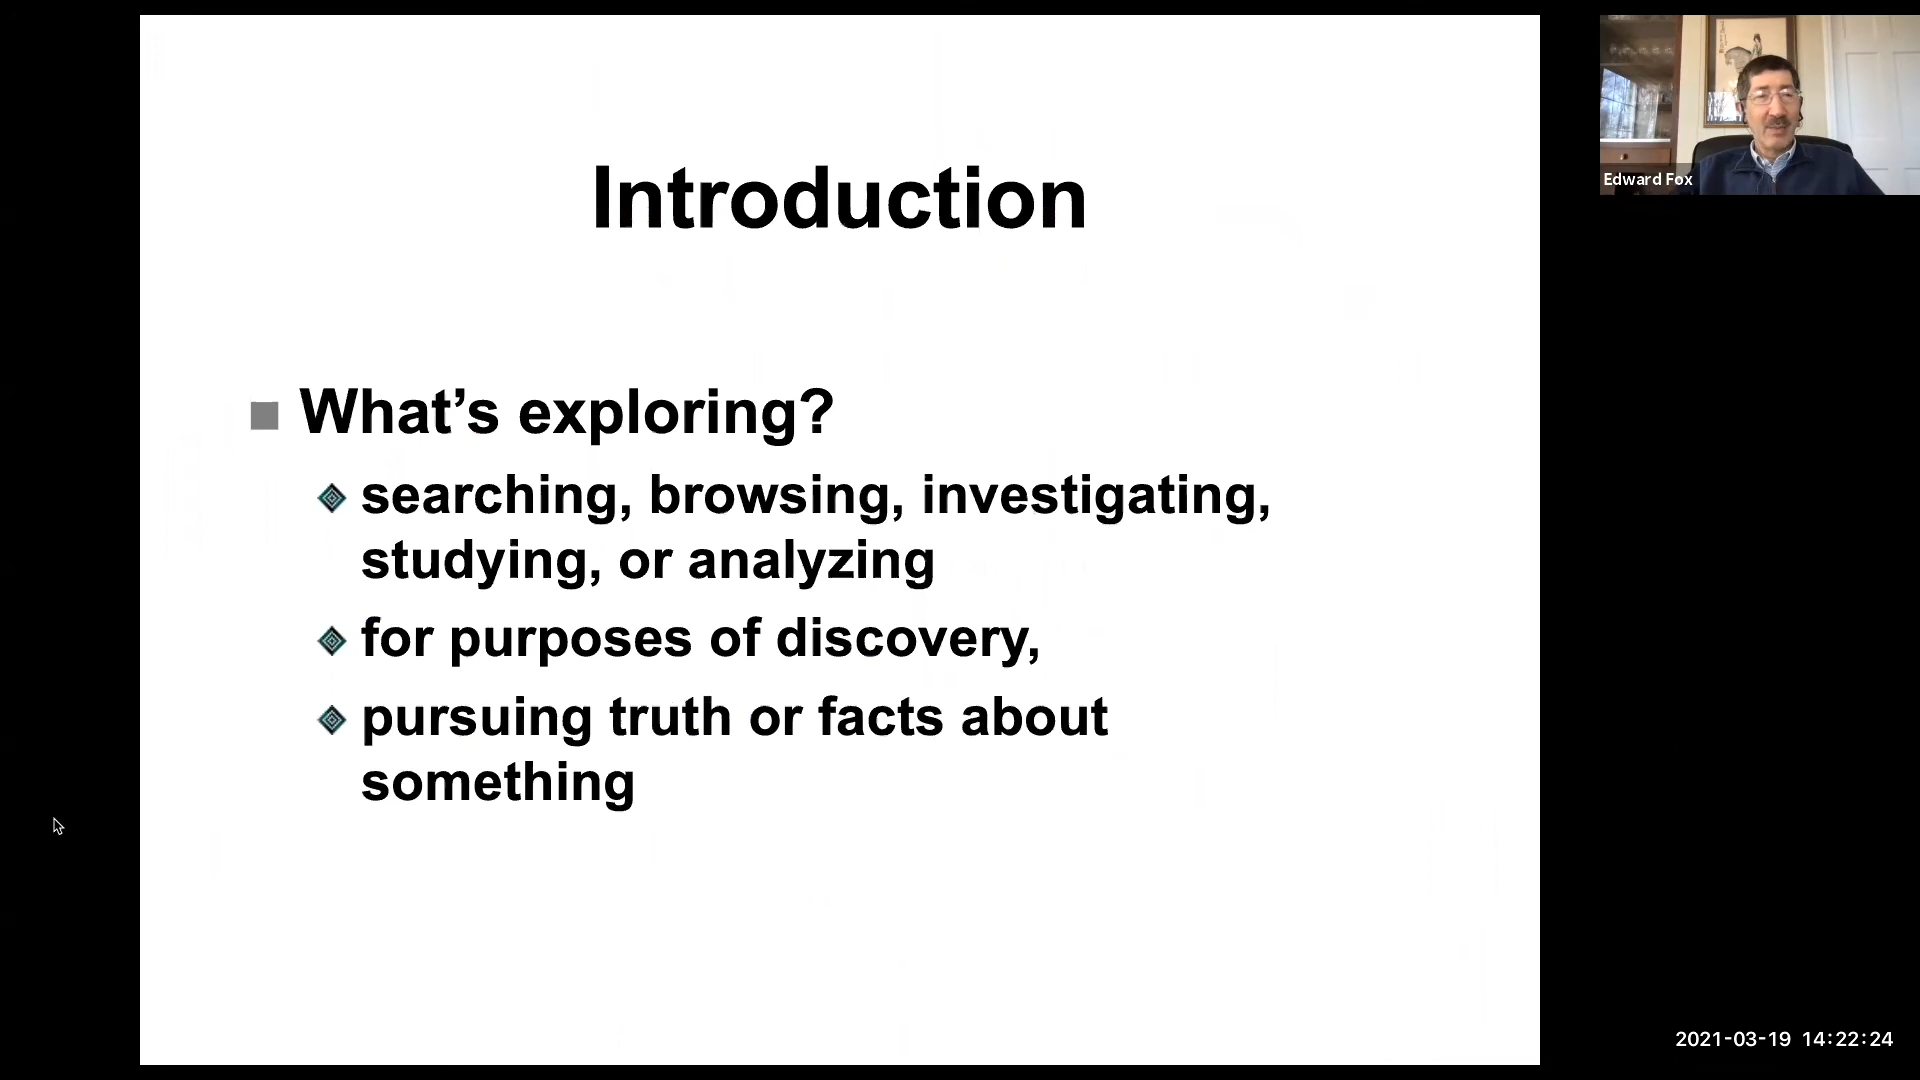 Introduction
What’s exploring?
searching, browsing, investigating,
studying, or analyzing
for purposes of discovery,
pursuing truth or facts about
something
Edward Fox
2021-03-19 14:22:24